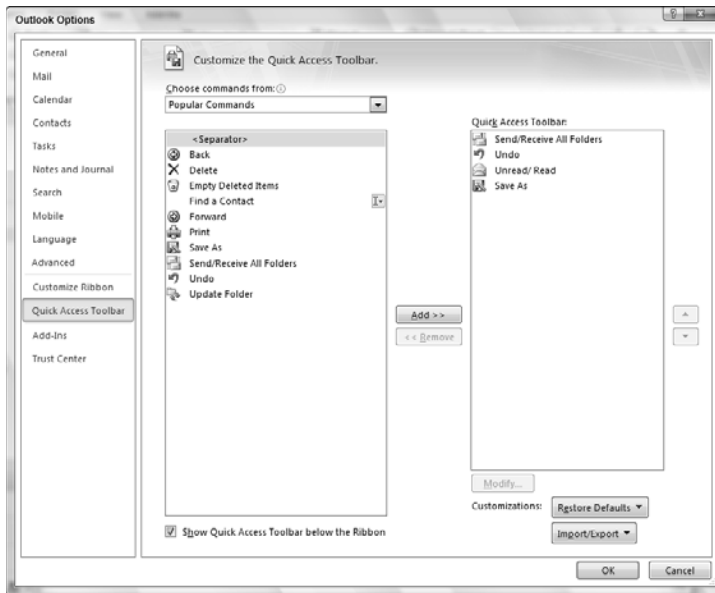 Outlook Options
General
Mail
Calendar
Contacts
Tasks
Notes and Journal
Search
Mobile
Language
Advanced
Customize Ribbon
Quick Access Toolbar
Add-Ins
Trust Center
Customize the Quick Access Toolbar.
Choose commands from:
Popular Commands
<Separator>
Back
Delete
Empty Deleted Items
Find a Contact
Forward
Print
Save As
Send/Receive All Folders
Undo
Update Folder
Add >>
<< Remove
Quick Access Toolbar:
Send/Receive All Folders
Undo
Unread/ Read
Save As
Modify...
Customizations: Restore Defaults
Import/Export
Show Quick Access Toolbar below the Ribbon
OK Cancel